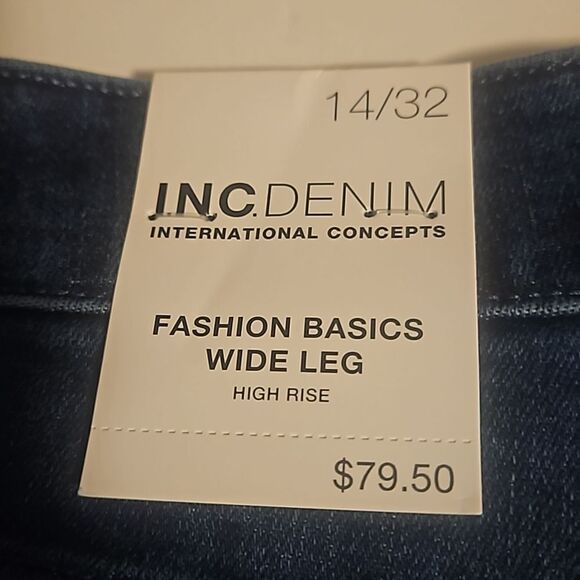 14/32
I.N.C.DENIM
INTERNATIONAL CONCEPTS
FASHION BASICS
WIDE LEG
HIGH RISE
$79.50